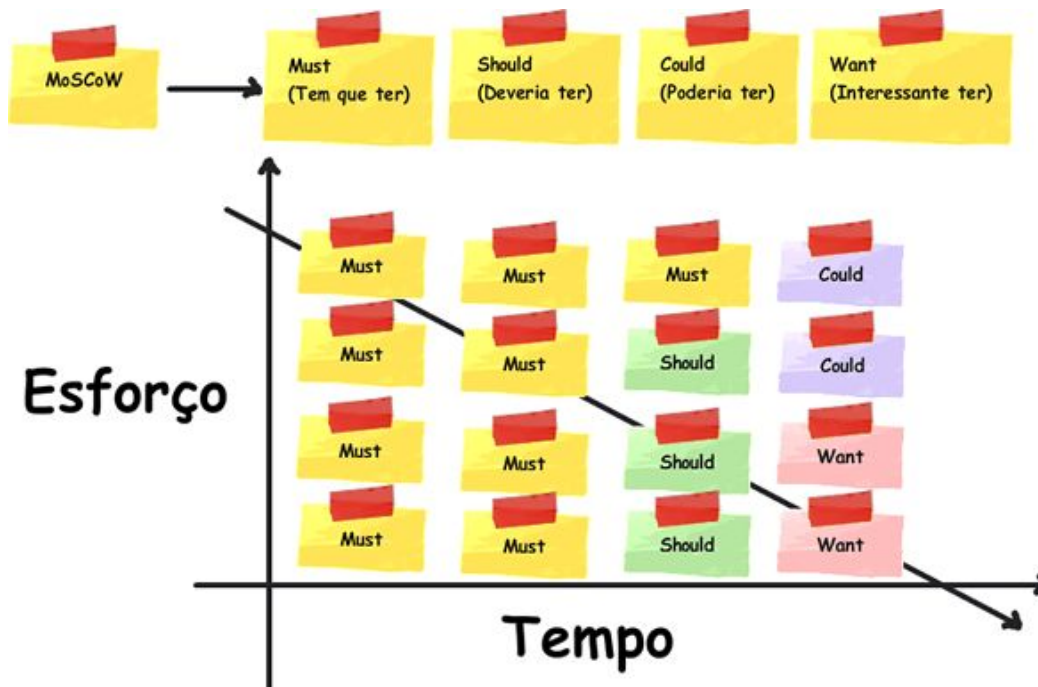 MoSCoW
Must
(Tem que ter)
Should
(Deveria ter)
Could
(Poderia ter)
Want
(Interessante ter)
Must
Must
Must
Could
Must
Must
Should
Could
Esforço
Must
Must
Should
Want
Must
Must
Should
Want
Tempo